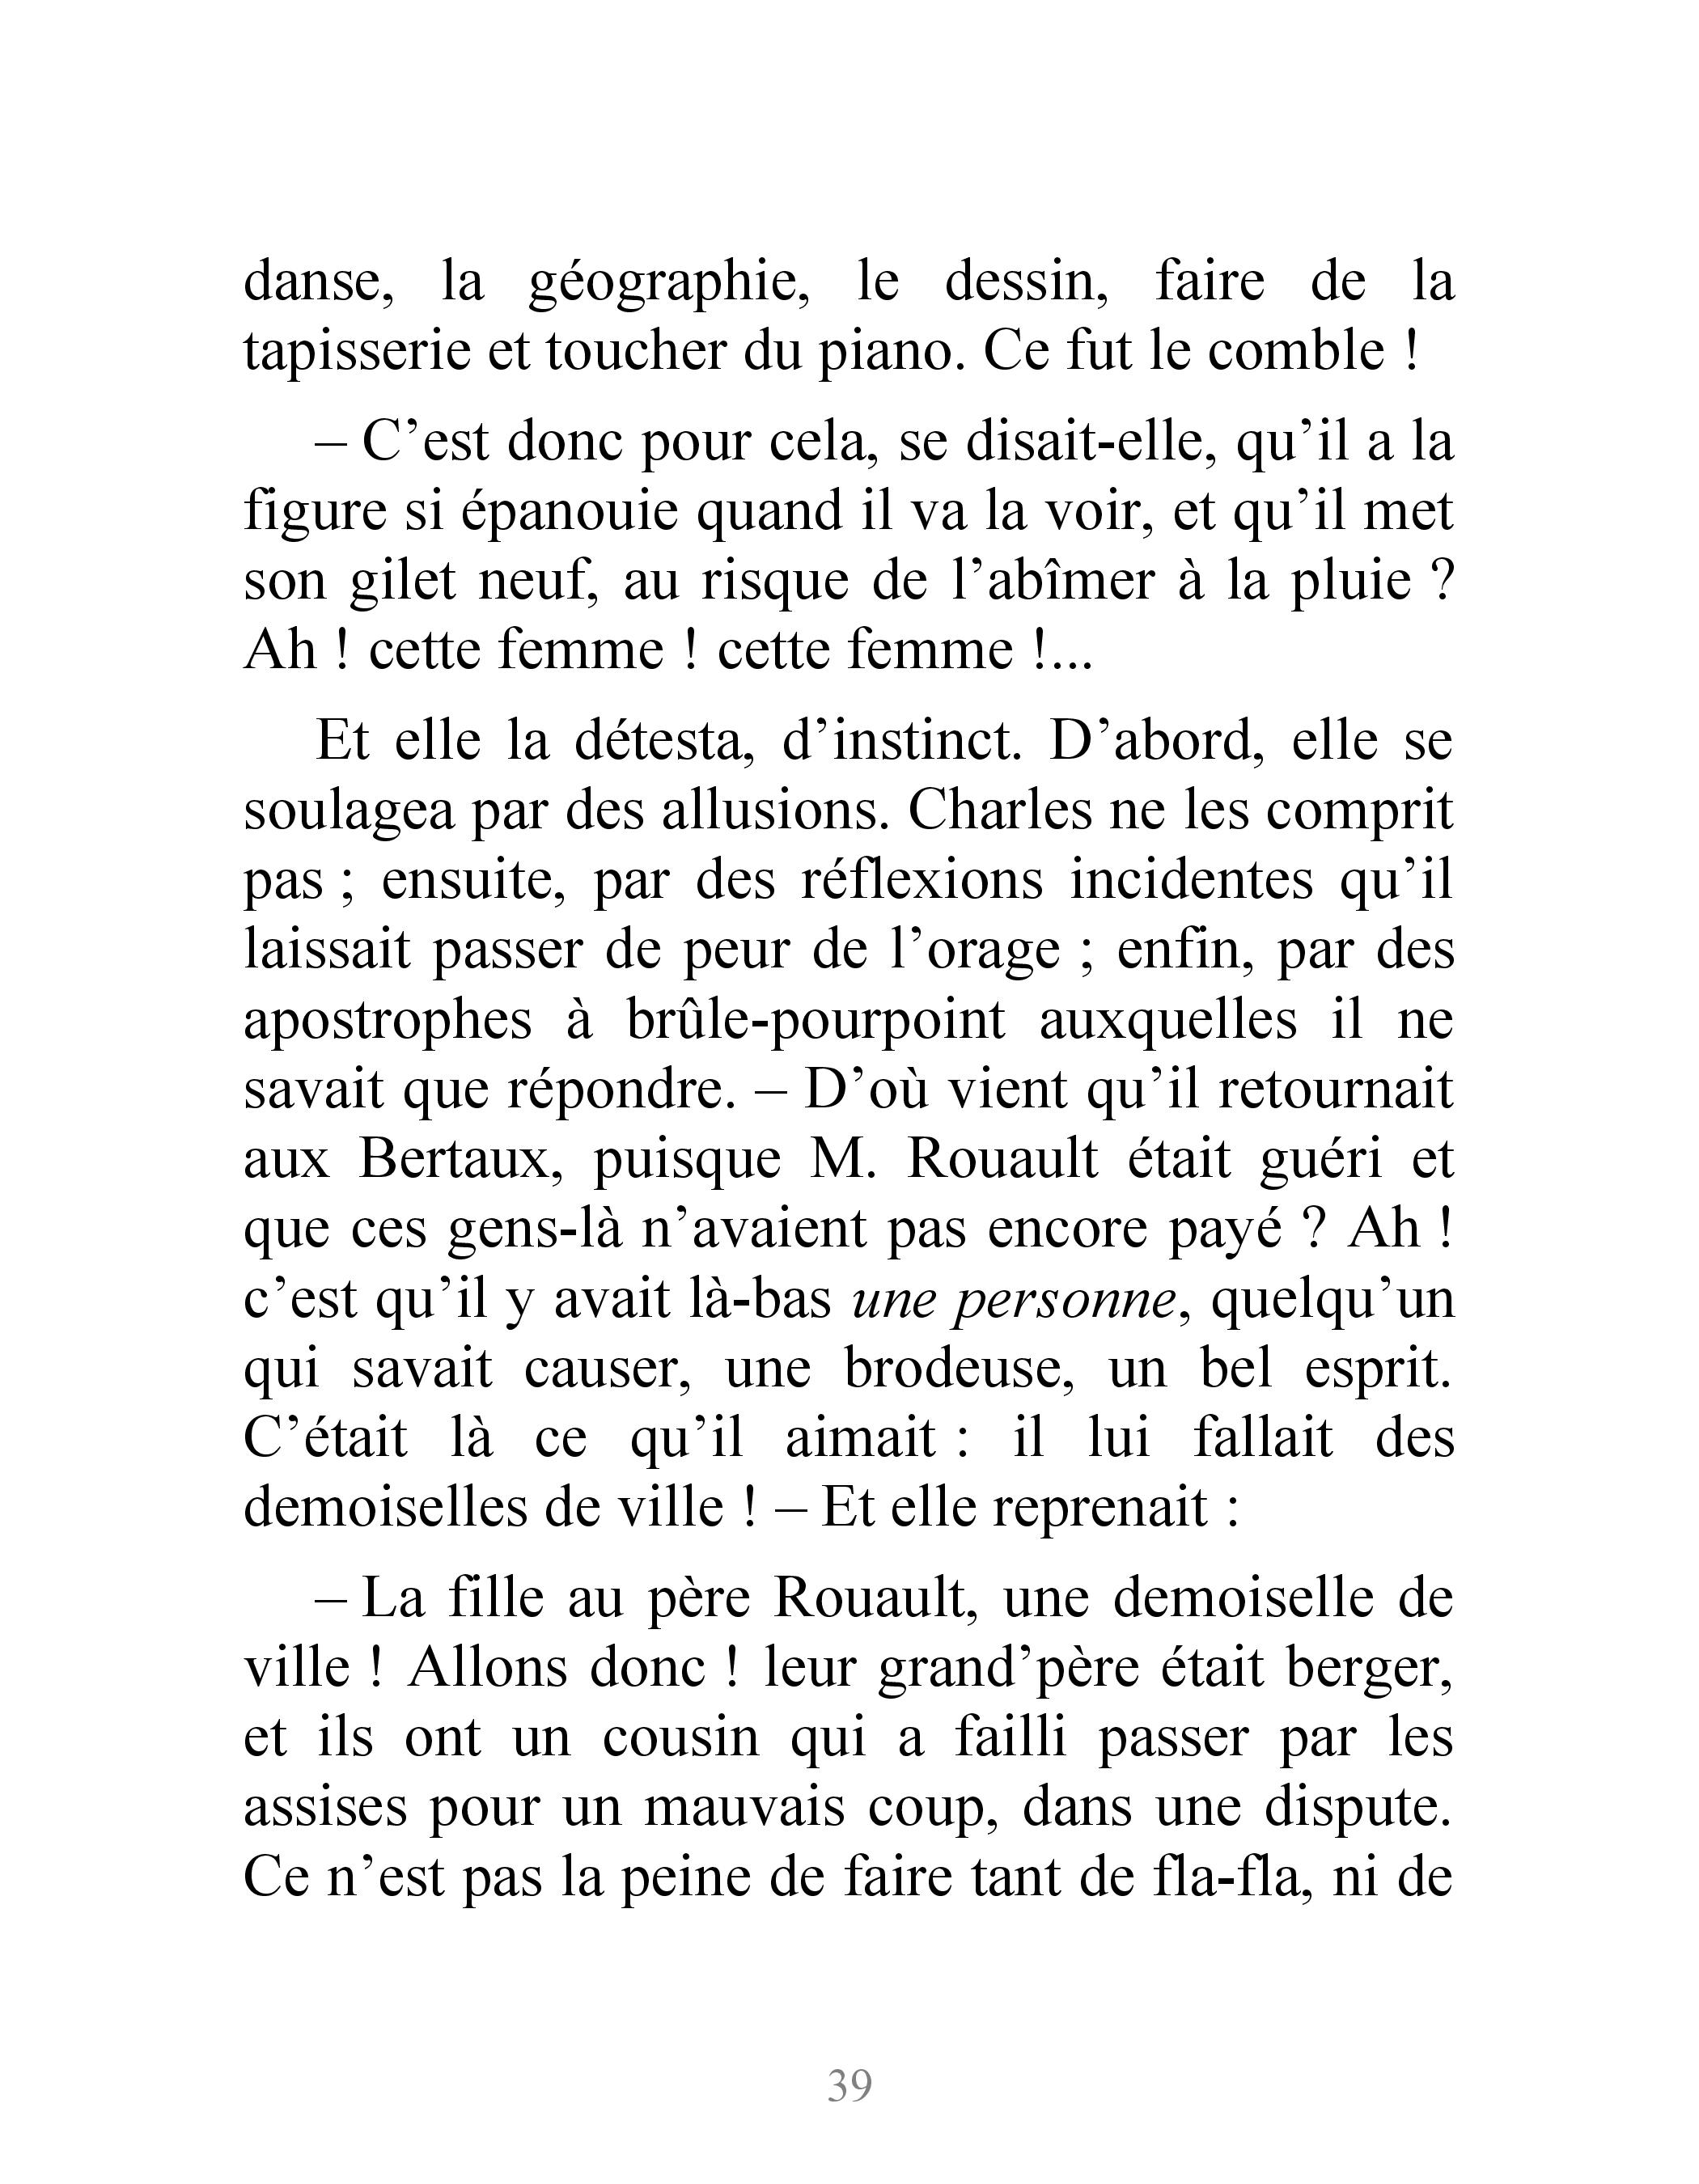 danse, la géographie, le dessin, faire de la
tapisserie et toucher du piano. Ce fut le comble !
– C’est donc pour cela, se disait-elle, qu’il a la
figure si épanouie quand il va la voir, et qu’il met
son gilet neuf, au risque de l’abîmer à la pluie ?
Ah ! cette femme ! cette femme !...
Et elle la détesta, d’instinct. D’abord, elle se
soulagea par des allusions. Charles ne les comprit
pas ; ensuite, par des réflexions incidentes qu’il
laissait passer de peur de l’orage ; enfin, par des
apostrophes à brûle-pourpoint auxquelles il ne
savait que répondre. – D’où vient qu’il retournait
aux Bertaux, puisque M. Rouault était guéri et
que ces gens-là n’avaient pas encore payé ? Ah !
c’est qu’il y avait là-bas une personne, quelqu’un
qui savait causer, une brodeuse, un bel esprit.
C’était là ce qu’il aimait : il lui fallait des
demoiselles de ville ! – Et elle reprenait :
– La fille au père Rouault, une demoiselle de
ville ! Allons donc ! leur grand’père était berger,
et ils ont un cousin qui a failli passer par les
assises pour un mauvais coup, dans une dispute.
Ce n’est pas la peine de faire tant de fla-fla, ni de
39